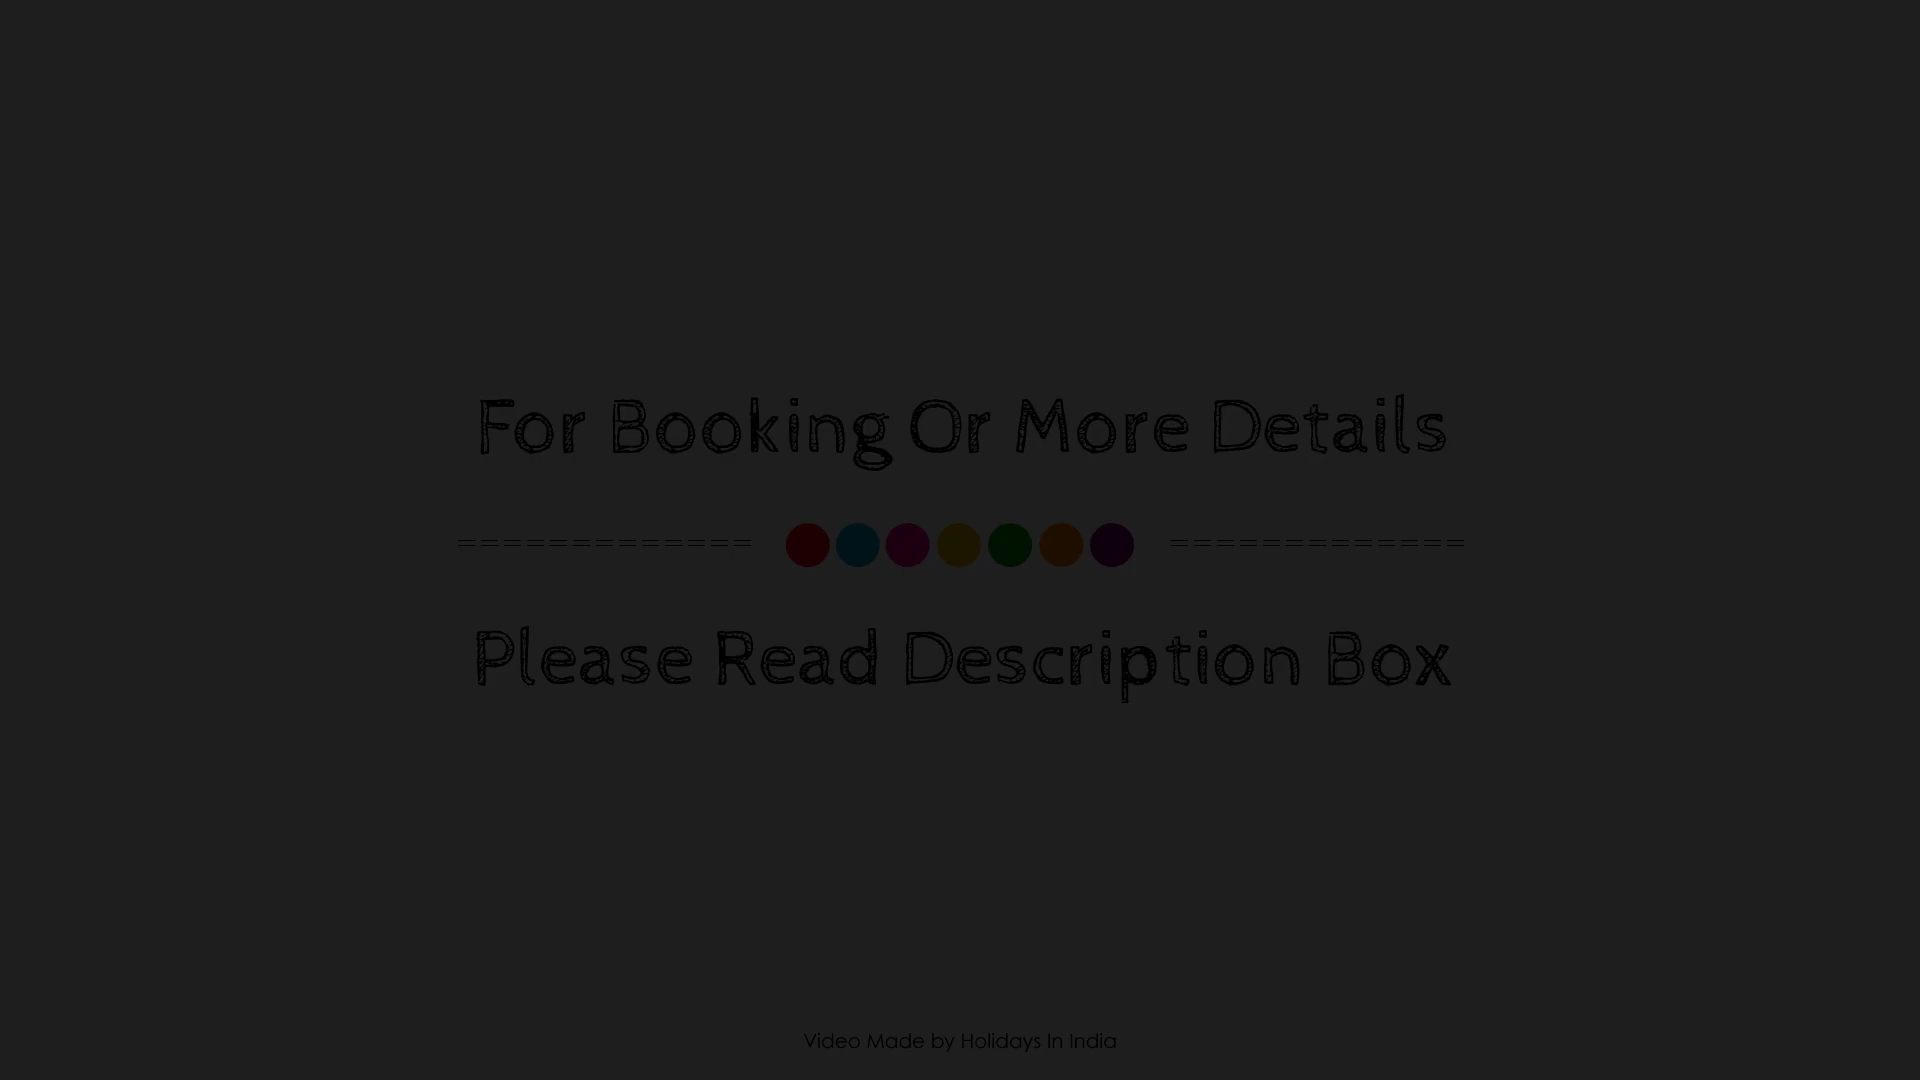 For Booking Or More Details
============= =============
Please Read Description Box
Video Made by Holidays In India